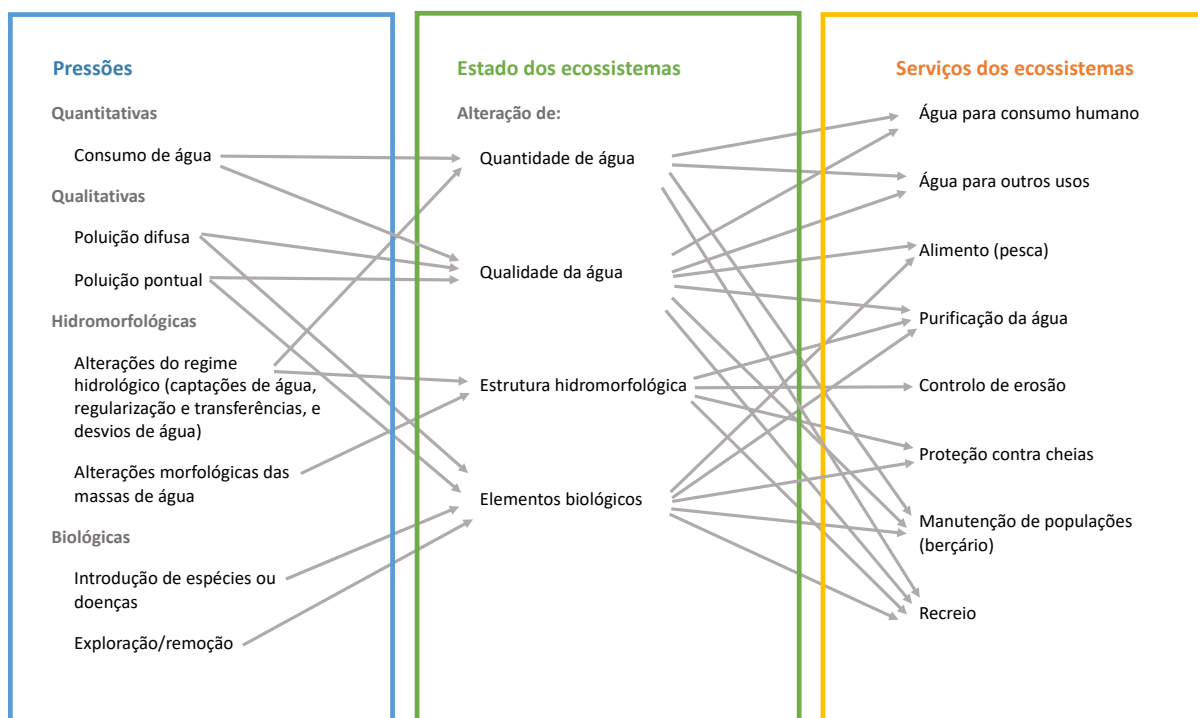 Pressões
Quantitativas
Consumo de água
Qualitativas
Poluição difusa
Poluição pontual
Hidromorfológicas
Alterações do regime
hidrológico (captações de água,
regularização e transferências, e
desvios de água)
Alterações morfológicas das
massas de água
Biológicas
Introdução de espécies ou
doenças
Exploração/remoção
Estado dos ecossistemas
Alteração de:
Quantidade de água
Qualidade da água
Estrutura hidromorfológica
Elementos biológicos
Serviços dos ecossistemas
Água para consumo humano
Água para outros usos
Alimento (pesca)
Purificação da água
Controlo de erosão
Proteção contra cheias
Manutenção de populações
(berçário)
Recreio